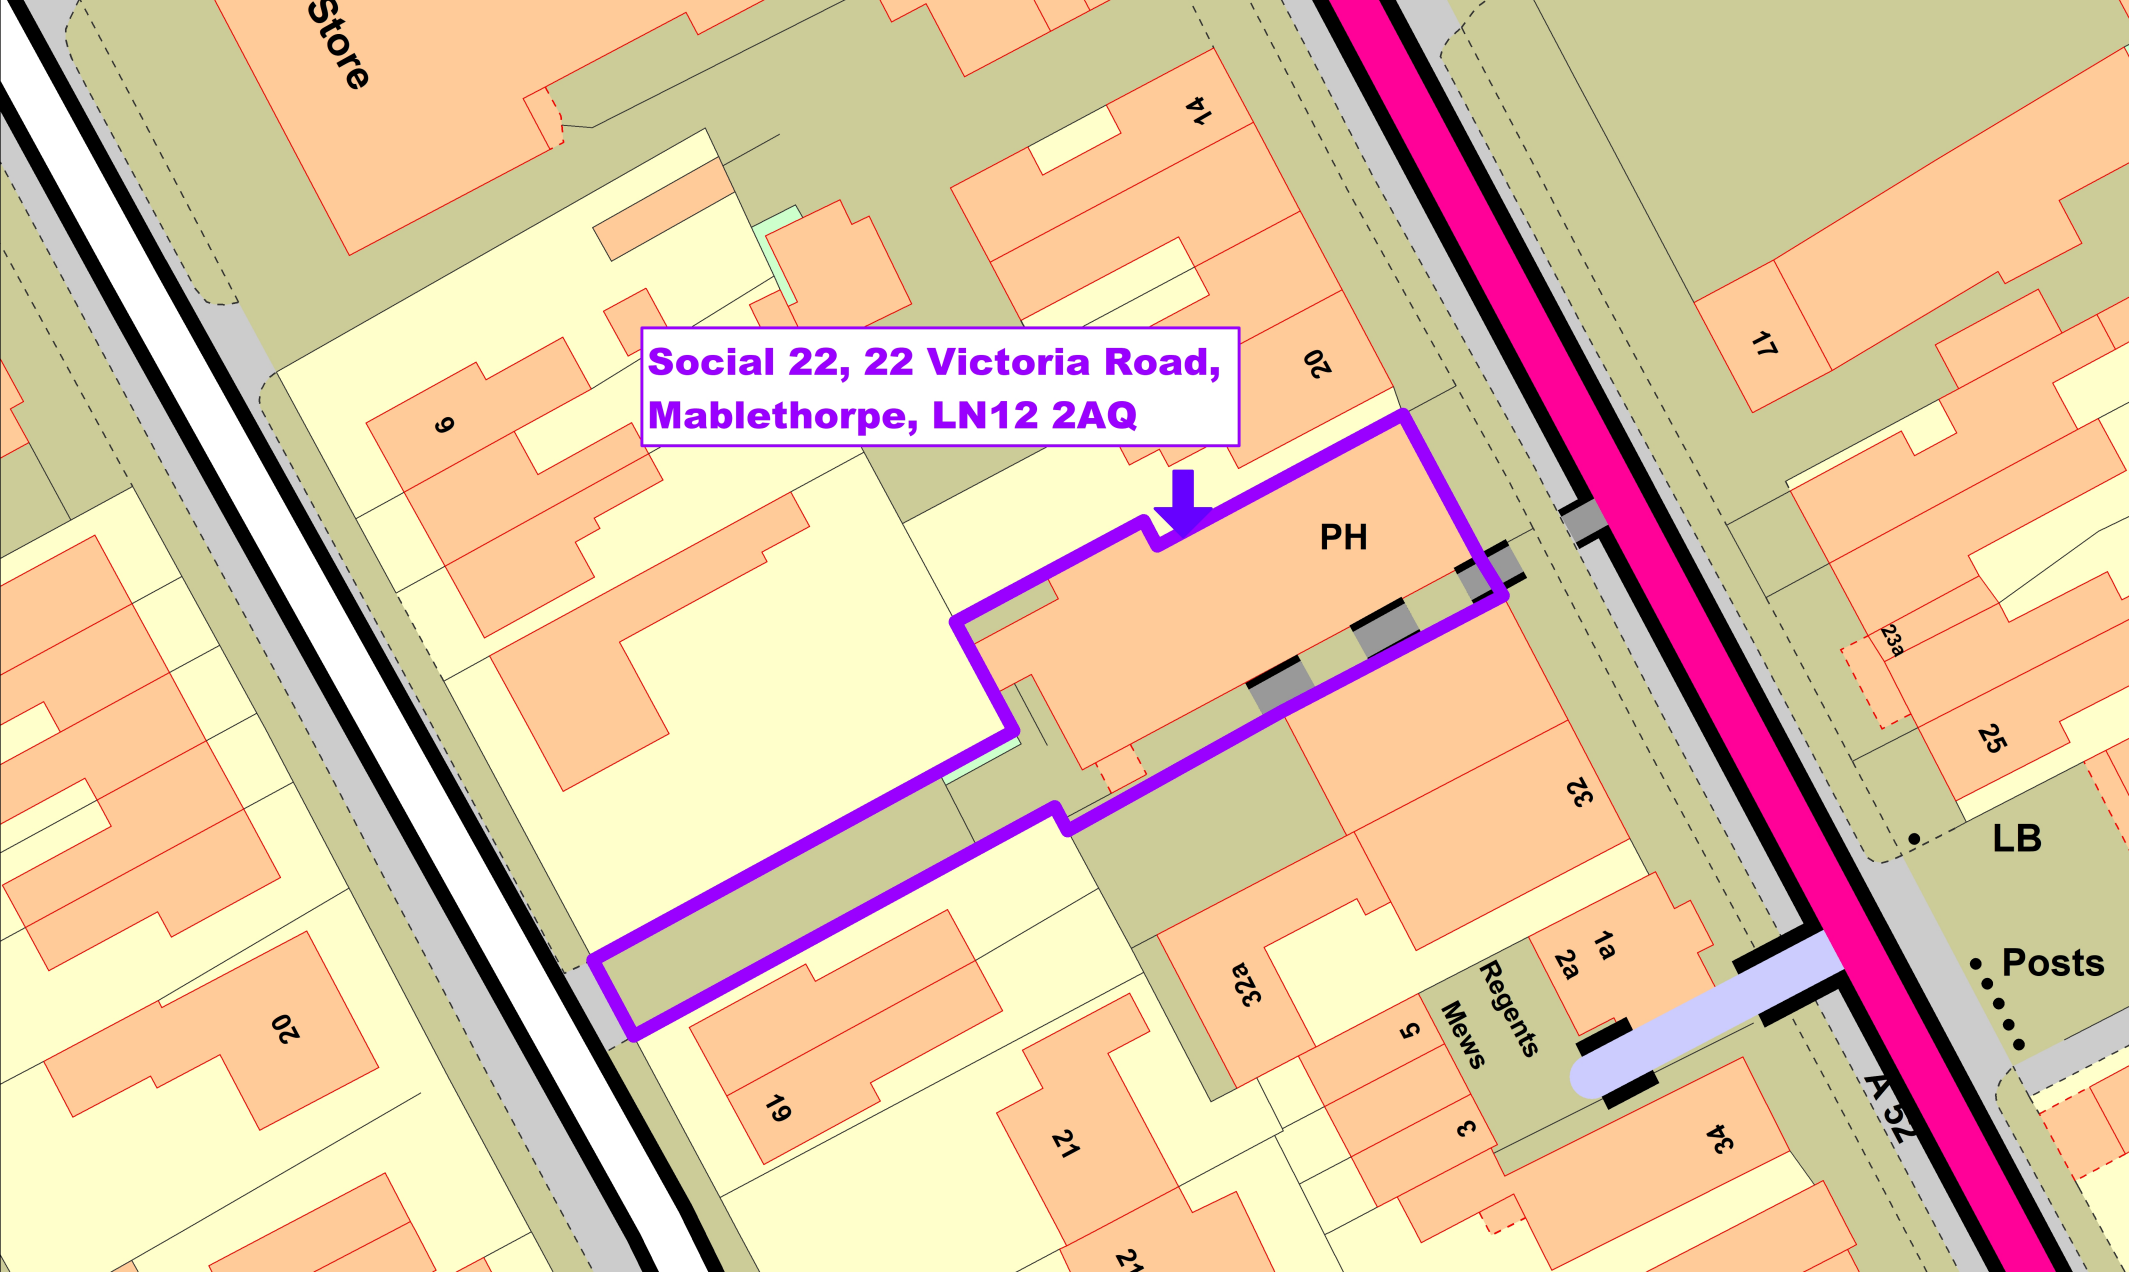 Store
14
17
Social 22, 22 Victoria Road,
Mablethorpe, LN12 2AQ
20
9
PH
23a
25
32
LB
Posts
1a
2a
32a
Regents
Mews
5
20
19
21
3
34
A 52
21